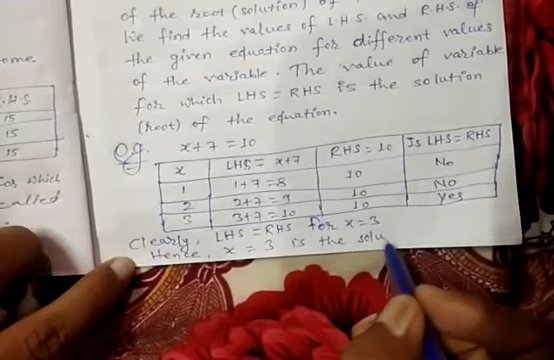 of the root (solution) of
We find the values of L.H.S. and R.H.S. of
the given equation for different values
of the variable. The value of variable
for which LHS = RHS is the solution
(root) of the equation.
e.g. x+7 = 10
x LHS = x+7 RHS = 10 Is LHS = RHS
1 1+7=8 10 No
2 2+7=9 10 No
3 3+7=10 10 Yes
Clearly, LHS = RHS for x=3
Hence, x = 3 is the solu
ome
.H.S
15
15
15
for which
called